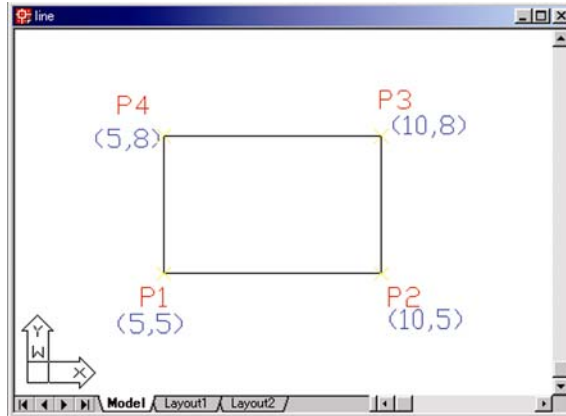 line
P4
(5,8)
P3
(10,8)
P1
(5,5)
P2
(10,5)
Y
W
X
Model Layout1 Layout2